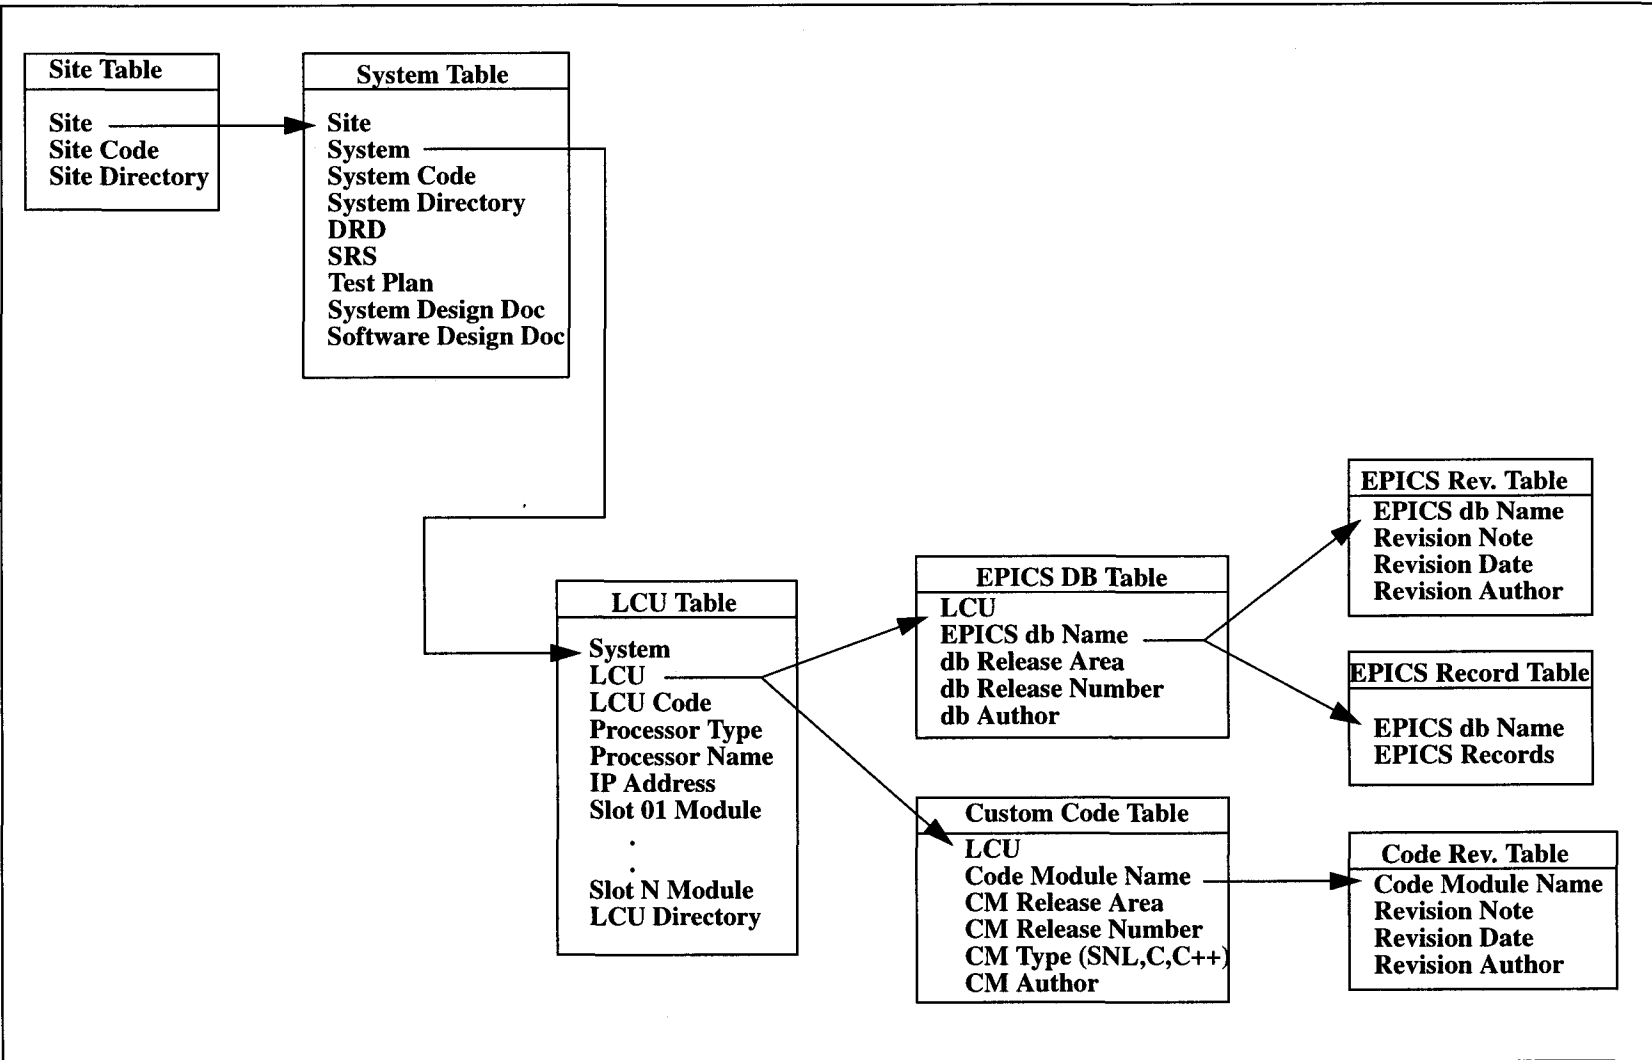 Site Table
Site
Site Code
Site Directory
System Table
Site
System
System Code
System Directory
DRD
SRS
Test Plan
System Design Doc
Software Design Doc
LCU Table
System
LCU
LCU Code
Processor Type
Processor Name
IP Address
Slot 01 Module
.
.
Slot N Module
LCU Directory
EPICS DB Table
LCU
EPICS db Name
db Release Area
db Release Number
db Author
Custom Code Table
LCU
Code Module Name
CM Release Area
CM Release Number
CM Type (SNL,C,C++)
CM Author
EPICS Rev. Table
EPICS db Name
Revision Note
Revision Date
Revision Author
EPICS Record Table
EPICS db Name
EPICS Records
Code Rev. Table
Code Module Name
Revision Note
Revision Date
Revision Author